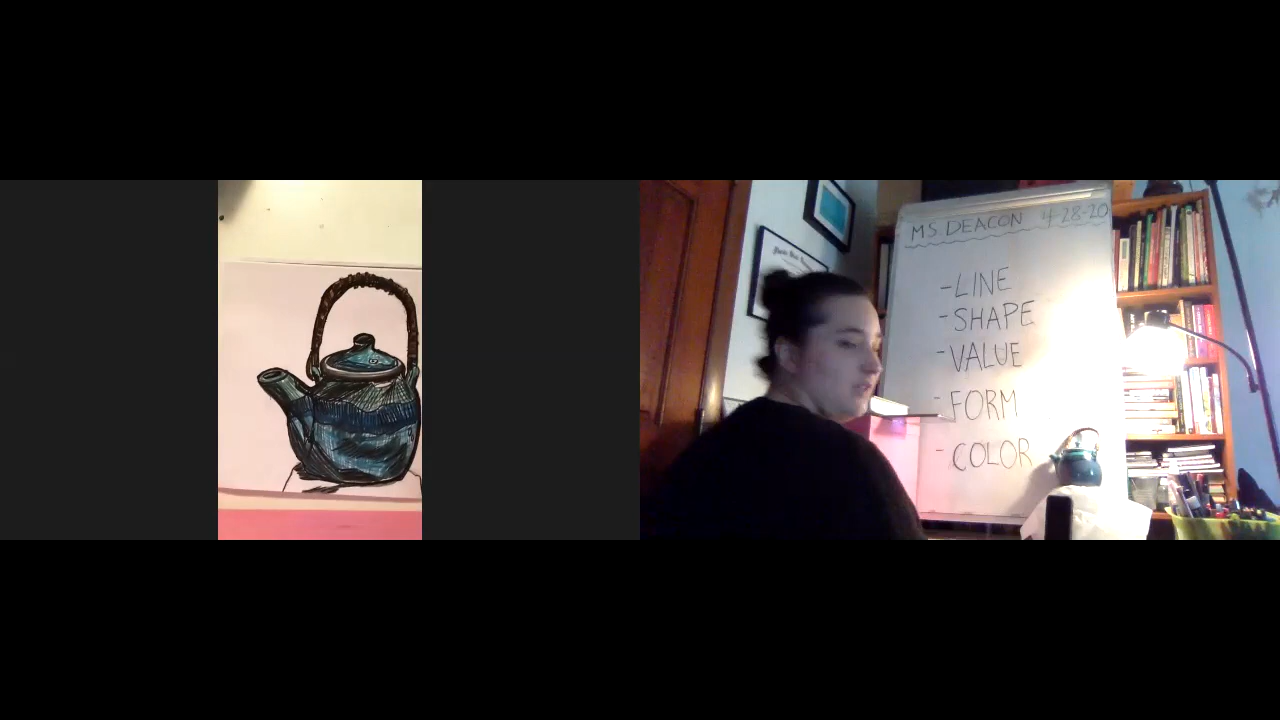 MS. DEACON 4-28-20
- LINE
- SHAPE
- VALUE
- FORM
- COLOR